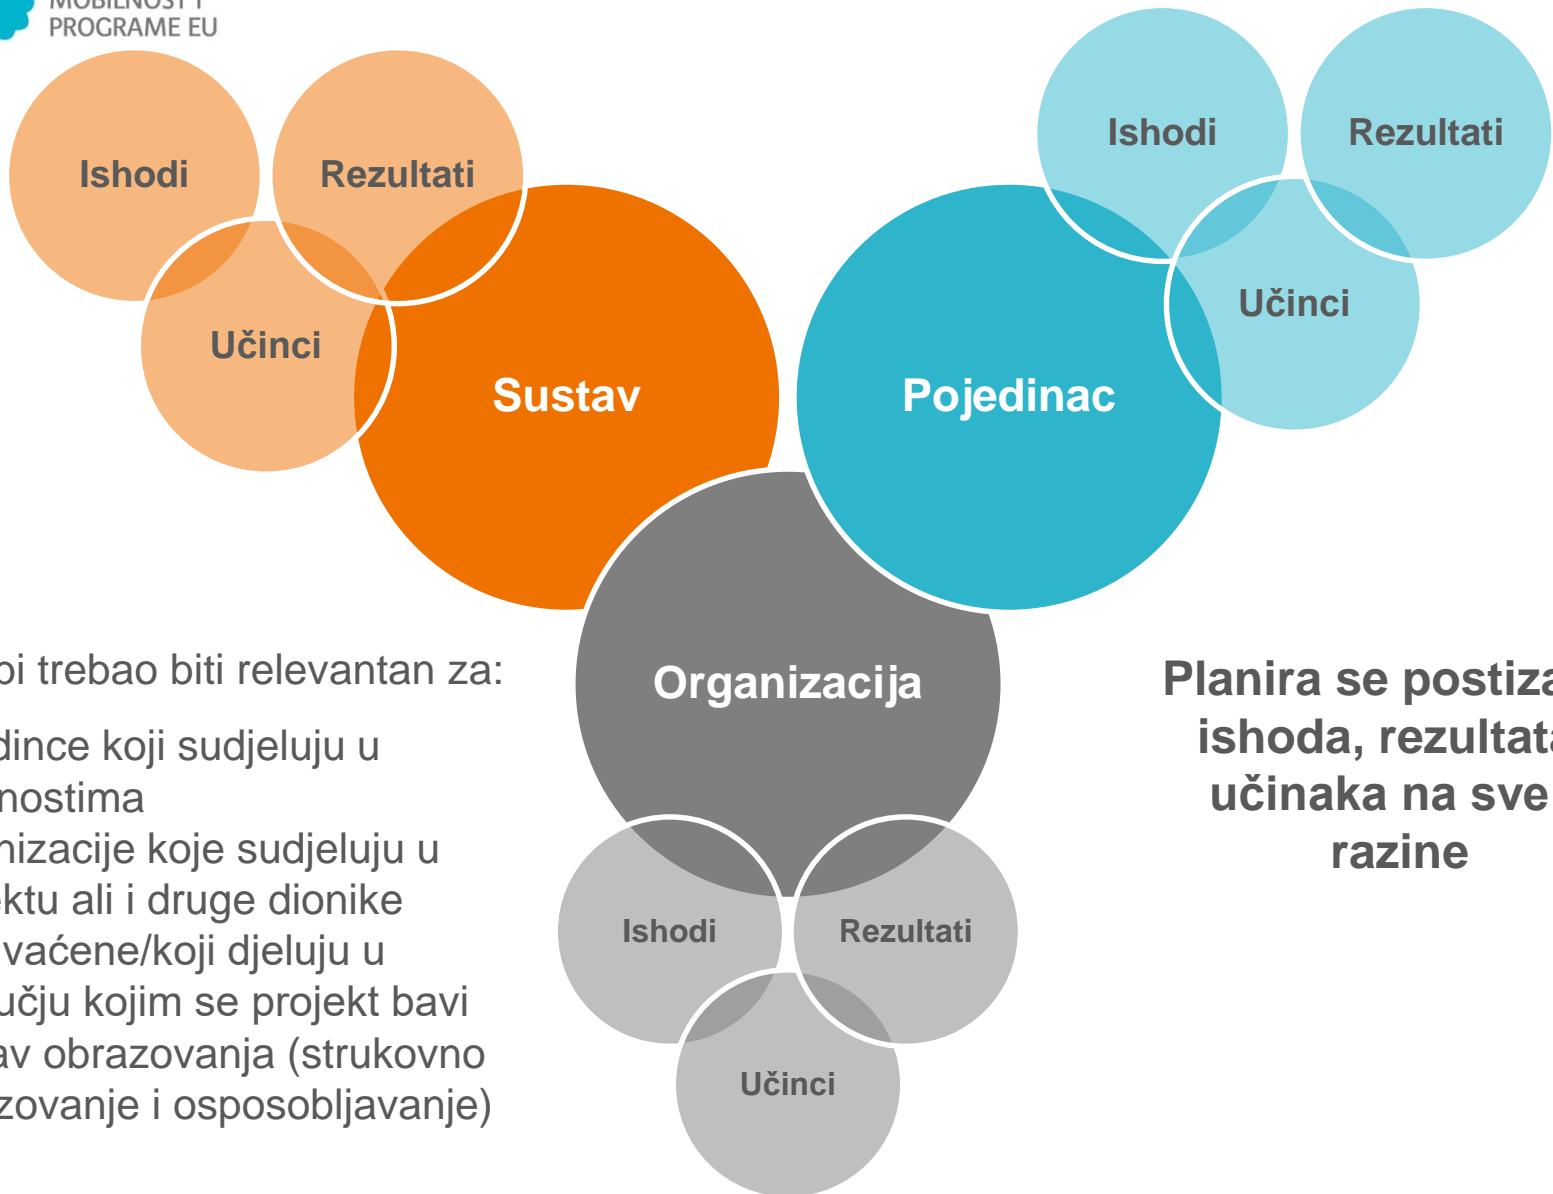 MOBILNOST I
PROGRAME EU
Ishodi
Rezultati
Učinci
Sustav
Ishodi
Rezultati
Učinci
Pojedinac
Organizacija
Ishodi
Rezultati
Učinci
bi trebao biti relevantan za:
dince koji sudjeluju u
nostima
nizacije koje sudjeluju u
ektu ali i druge dionike
vaćene/koji djeluju u
učju kojim se projekt bavi
av obrazovanja (strukovno
zovanje i osposobljavanje)
Planira se postiza
ishoda, rezultata
učinaka na sve
razine